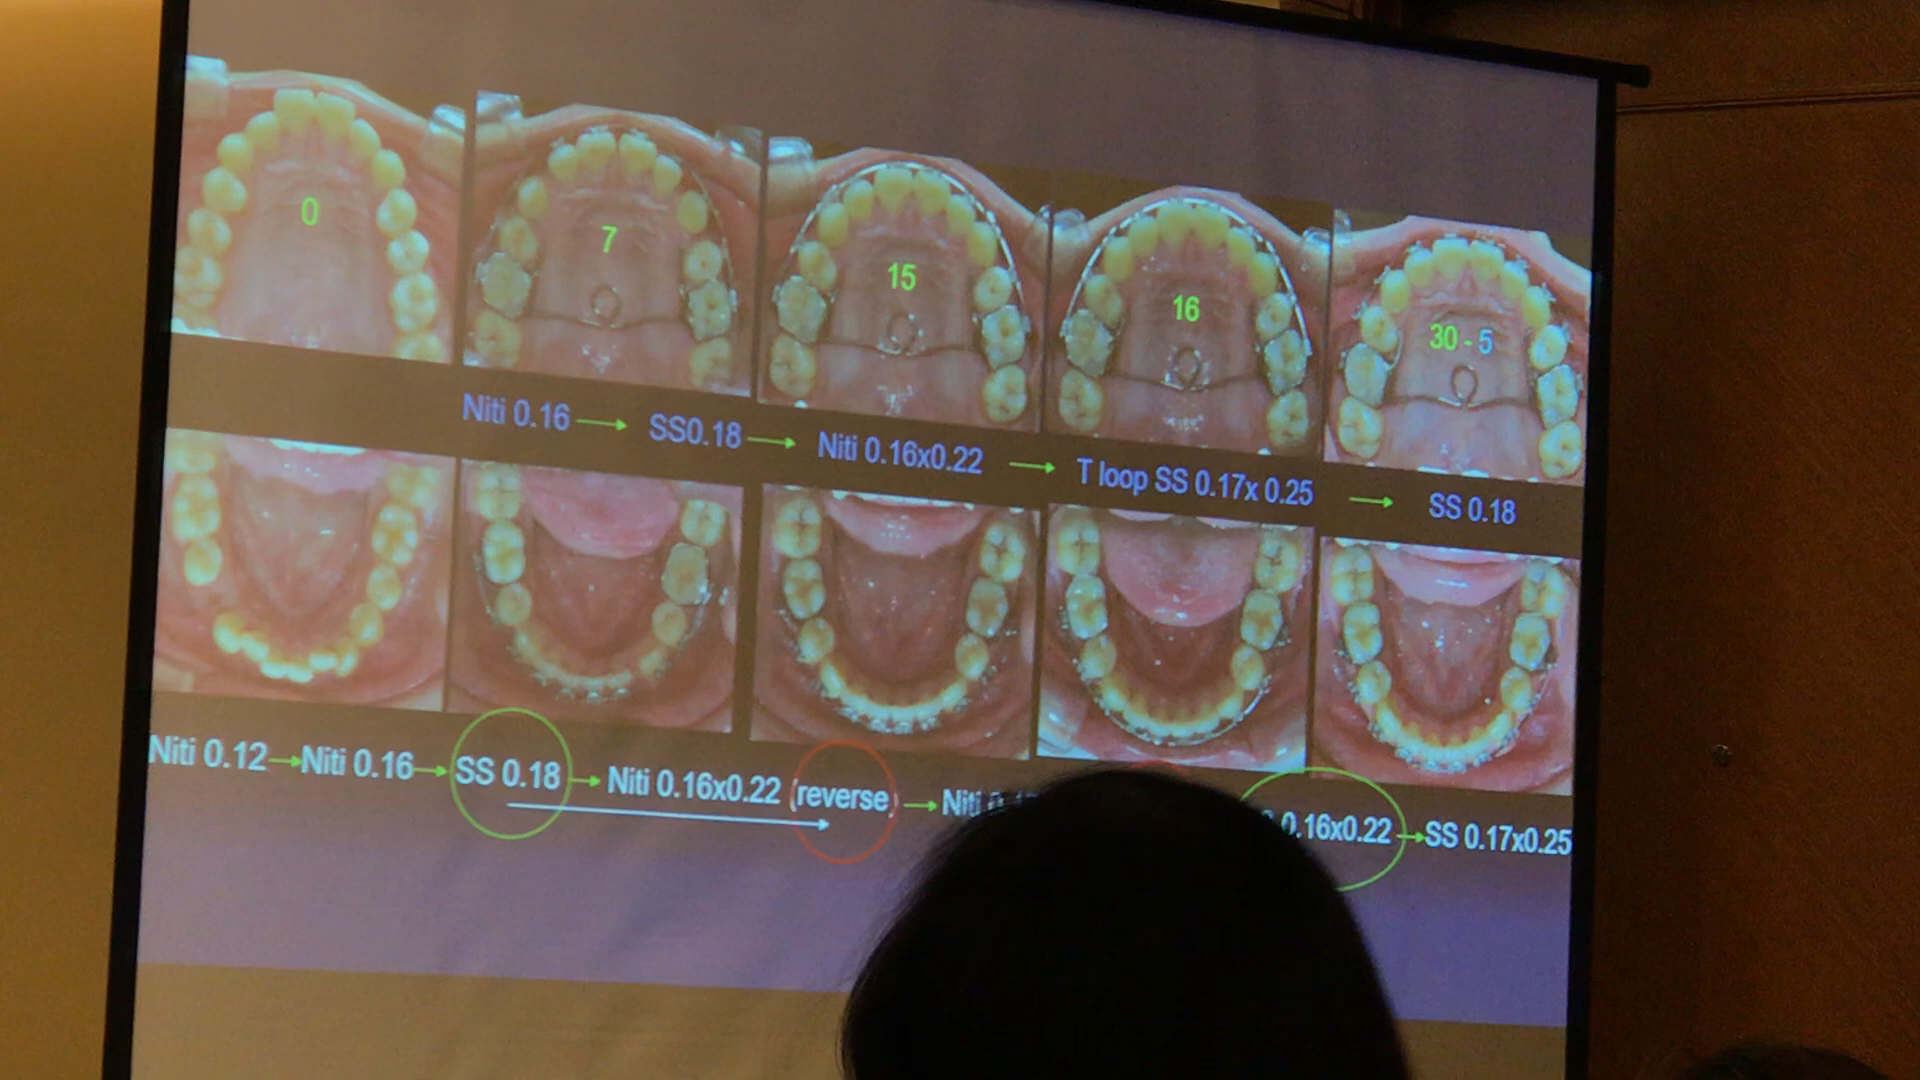 0
7
15
16
30 - 5
Niti 0.16 → SS0.18 → Niti 0.16x0.22 → T loop SS 0.17x 0.25 → SS 0.18
Niti 0.12→Niti 0.16→SS 0.18→ Niti 0.16x0.22 (reverse) →Niti 0.16x0.22→SS 0.17x0.25